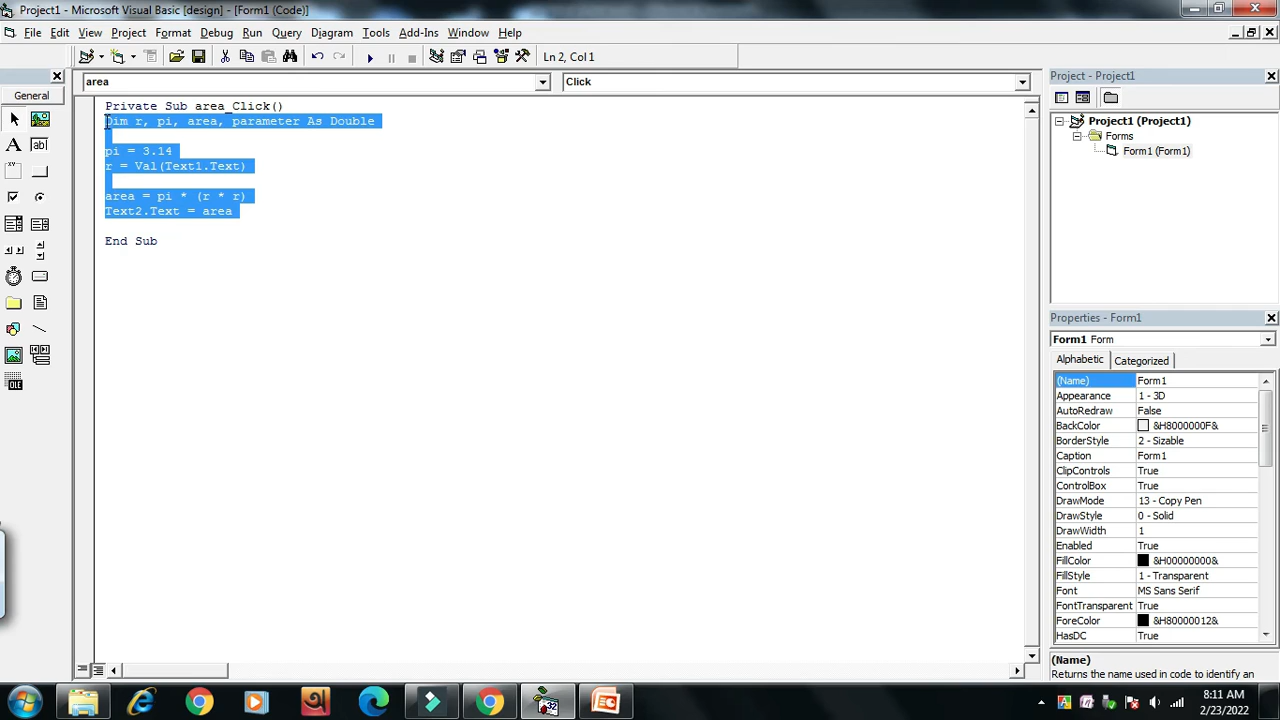 Project1 - Microsoft Visual Basic [design] - [Form1 (Code)]
File Edit View Project Format Debug Run Query Diagram Tools Add-Ins Window Help
Ln 2, Col 1
General
A
ab|
OLE
area
Click
Private Sub area_Click()
Dim r, pi, area, parameter As Double
pi = 3.14
r = Val(Text1.Text)
area = pi * (r * r)
Text2.Text = area
End Sub
Project - Project1
Project1 (Project1)
Forms
Form1 (Form1)
Properties - Form1
Form1 Form
Alphabetic Categorized
(Name) Form1
Appearance 1 - 3D
AutoRedraw False
BackColor &H8000000F&
BorderStyle 2 - Sizable
Caption Form1
ClipControls True
ControlBox True
DrawMode 13 - Copy Pen
DrawStyle 0 - Solid
DrawWidth 1
Enabled True
FillColor &H00000000&
FillStyle 1 - Transparent
Font MS Sans Serif
FontTransparent True
ForeColor &H80000012&
HasDC True
(Name)
Returns the name used in code to identify an
32
8:11 AM
2/23/2022